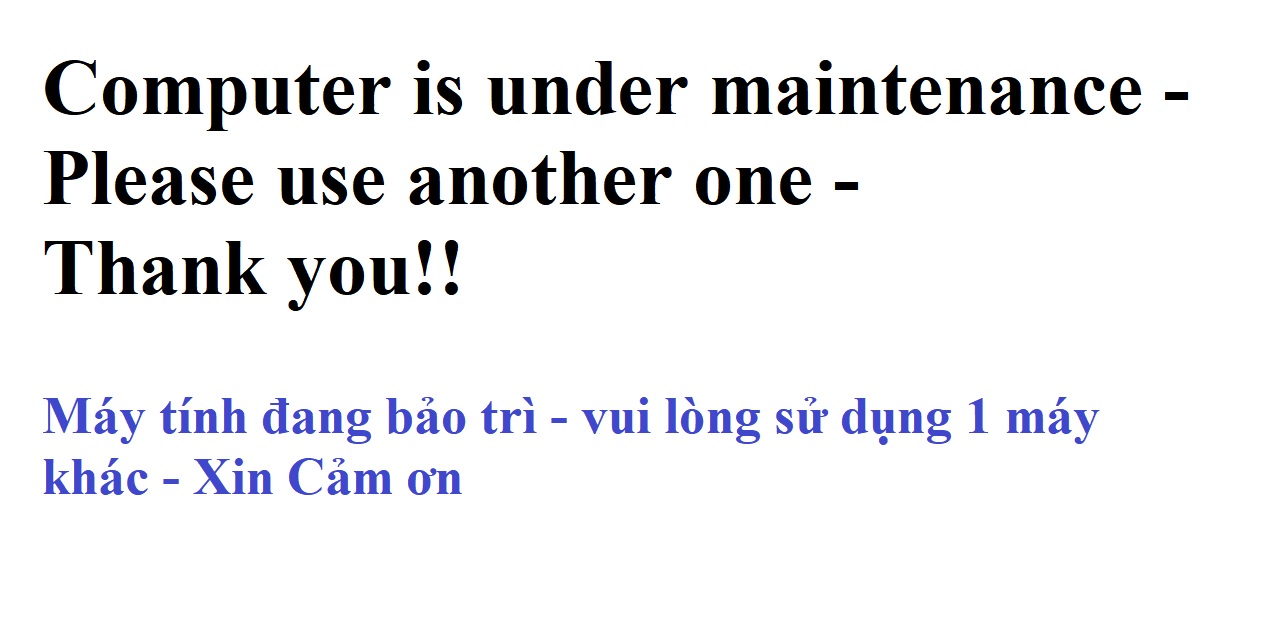 Computer is under maintenance -
Please use another one -
Thank you!!
Máy tính đang bảo trì - vui lòng sử dụng 1 máy
khác - Xin Cảm ơn